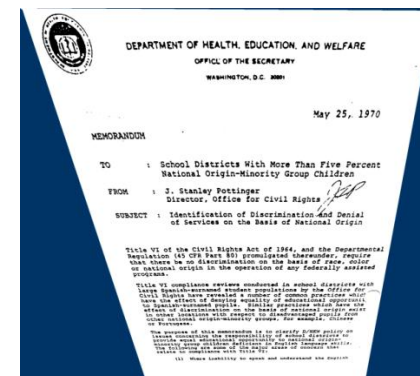 DEPARTMENT OF HEALTH, EDUCATION, AND WELFARE
OFFICE OF THE SECRETARY
WASHINGTON, D.C. 20201
May 25, 1970
MEMORANDUM
TO : School Districts With More Than Five Percent
National Origin-Minority Group Children
FROM : J. Stanley Pottinger
Director, Office for Civil Rights
SUBJECT : Identification of Discrimination and Denial
of Services on the Basis of National Origin
Title VI of the Civil Rights Act of 1964, and the Departmental
Regulation (45 CFR Part 80) promulgated thereunder, require
that there be no discrimination on the basis of race, color
or national origin in the operation of any federally assisted
programs.
Title VI compliance reviews conducted in school districts with
large Spanish-surnamed student populations by the Office for
Civil Rights have revealed a number of common practices which
have the effect of denying equality of educational
to Spanish-surnamed pupils. Similar practices which have the
effect of discrimination on the basis of national origin exist
in other locations with respect to disadvantaged pupils from
other national origin-minority groups, for example, Chinese
or Portuguese.
The purpose of this memorandum is to clarify D/HEW policy on
issues concerning the responsibility of school districts to
provide equal educational opportunity to national origin-
minority group children deficient in English language skills.
The following are some of the major areas of concern that
relate to compliance with Title VI:
(1) Where inability to speak and understand the English